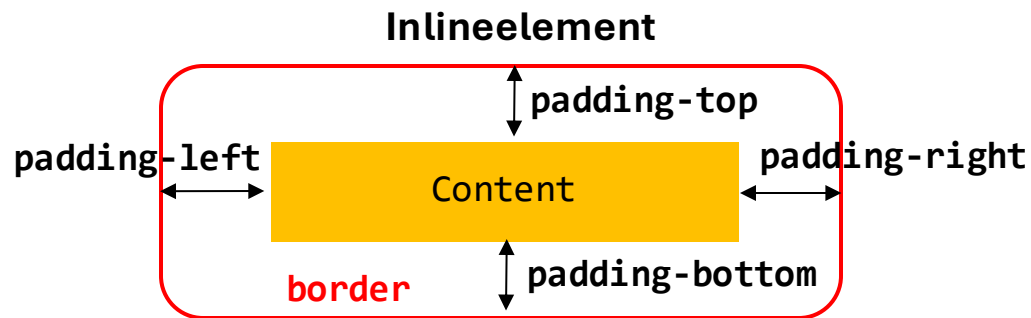 Inlineelement
padding-top
padding-left
padding-right
Content
padding-bottom
border